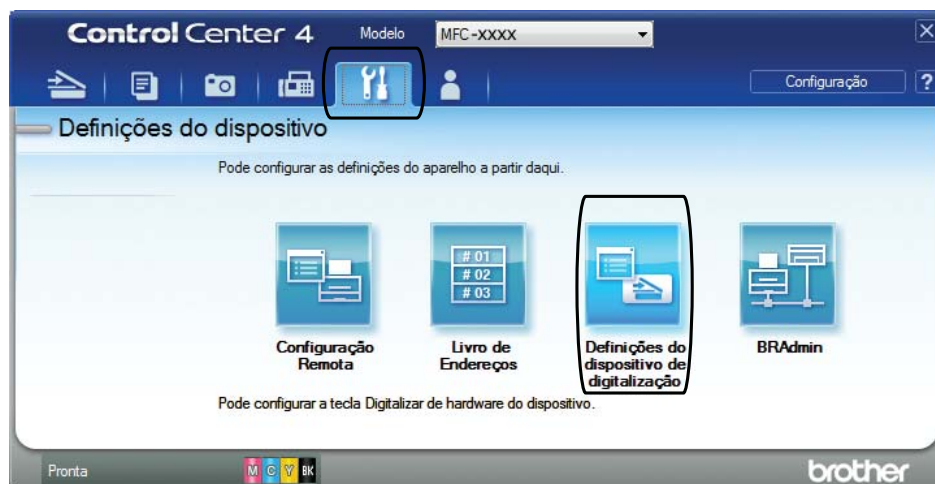 Control Center 4
Modelo
MFC-XXXX
Configuração
?
Definições do dispositivo
Pode configurar as definições do aparelho a partir daqui.
# 01
# 02
# 03
Configuração
Remota
Livro de
Endereços
Definições do
dispositivo de
digitalização
BRAdmin
Pode configurar a tecla Digitalizar de hardware do dispositivo.
Pronta
M C Y BK
brother